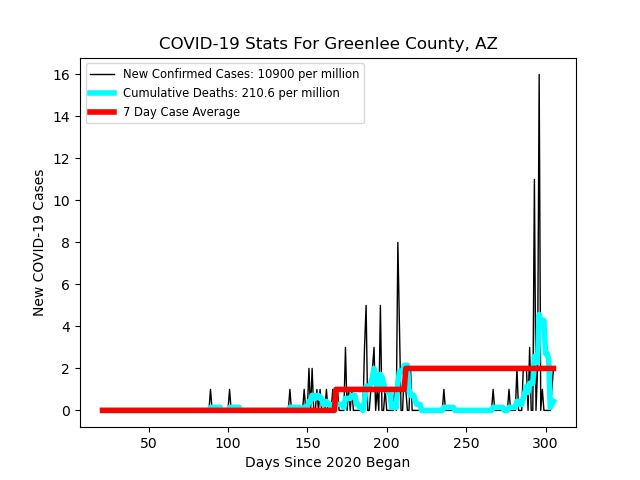 COVID-19 Stats For Greenlee County, AZ
New Confirmed Cases: 10900 per million
Cumulative Deaths: 210.6 per million
7 Day Case Average
New COVID-19 Cases
16
14
12
10
8
6
4
2
0
50 100 150 200 250 300
Days Since 2020 Began